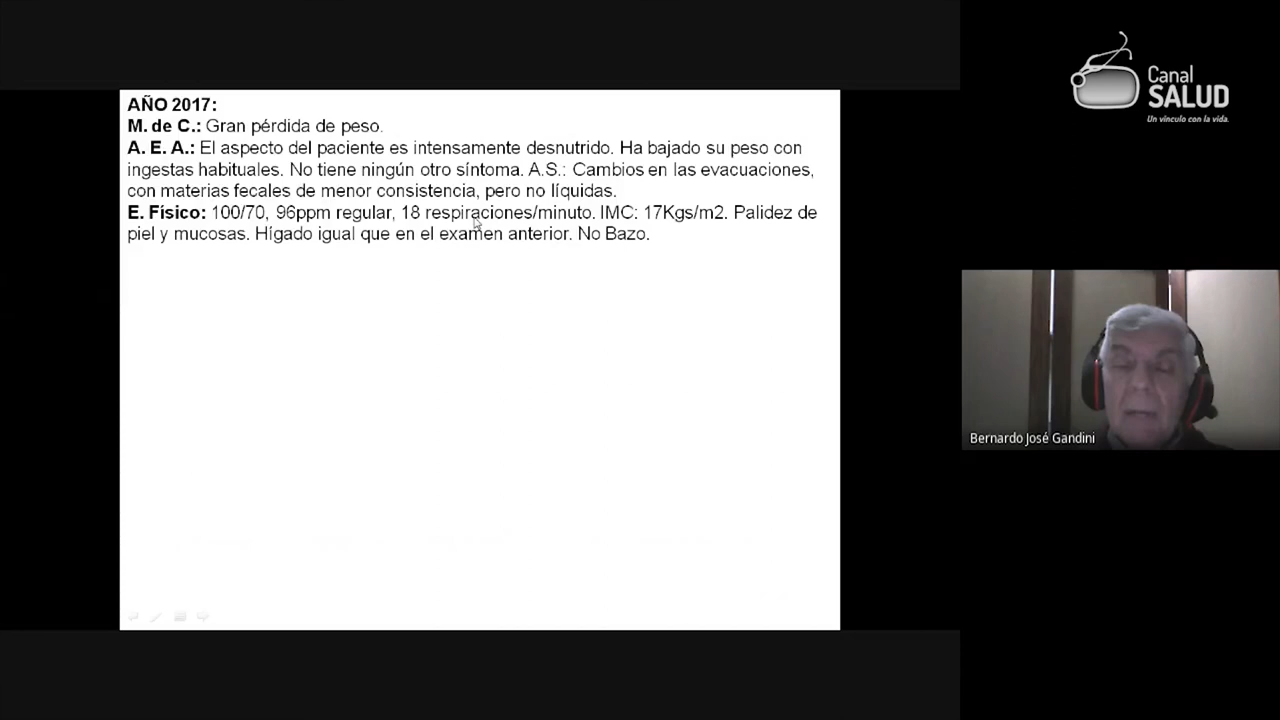 AÑO 2017:
M. de C.: Gran pérdida de peso.
A. E. A.: El aspecto del paciente es intensamente desnutrido. Ha bajado su peso con
ingestas habituales. No tiene ningún otro síntoma. A.S.: Cambios en las evacuaciones,
con materias fecales de menor consistencia, pero no líquidas.
E. Físico: 100/70, 96ppm regular, 18 respiraciones/minuto. IMC: 17Kgs/m2. Palidez de
piel y mucosas. Hígado igual que en el examen anterior. No Bazo.
Canal
SALUD
Un vínculo con la vida.
Bernardo José Gandini